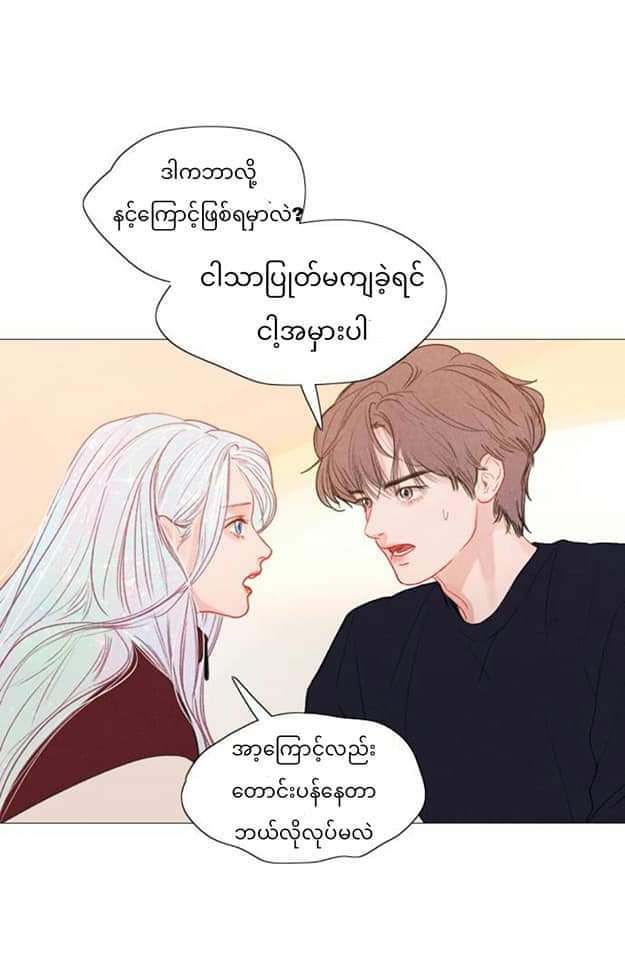 ဒါကဘာလို့
နင့်ကြောင့်ဖြစ်ရမှာလဲ?
ငါသာပြုတ်မကျခဲ့ရင်
ငါ့အမှားပါ
အာ့ကြောင့်လည်း
တောင်းပန်နေတာ
ဘယ်လိုလုပ်မလဲ